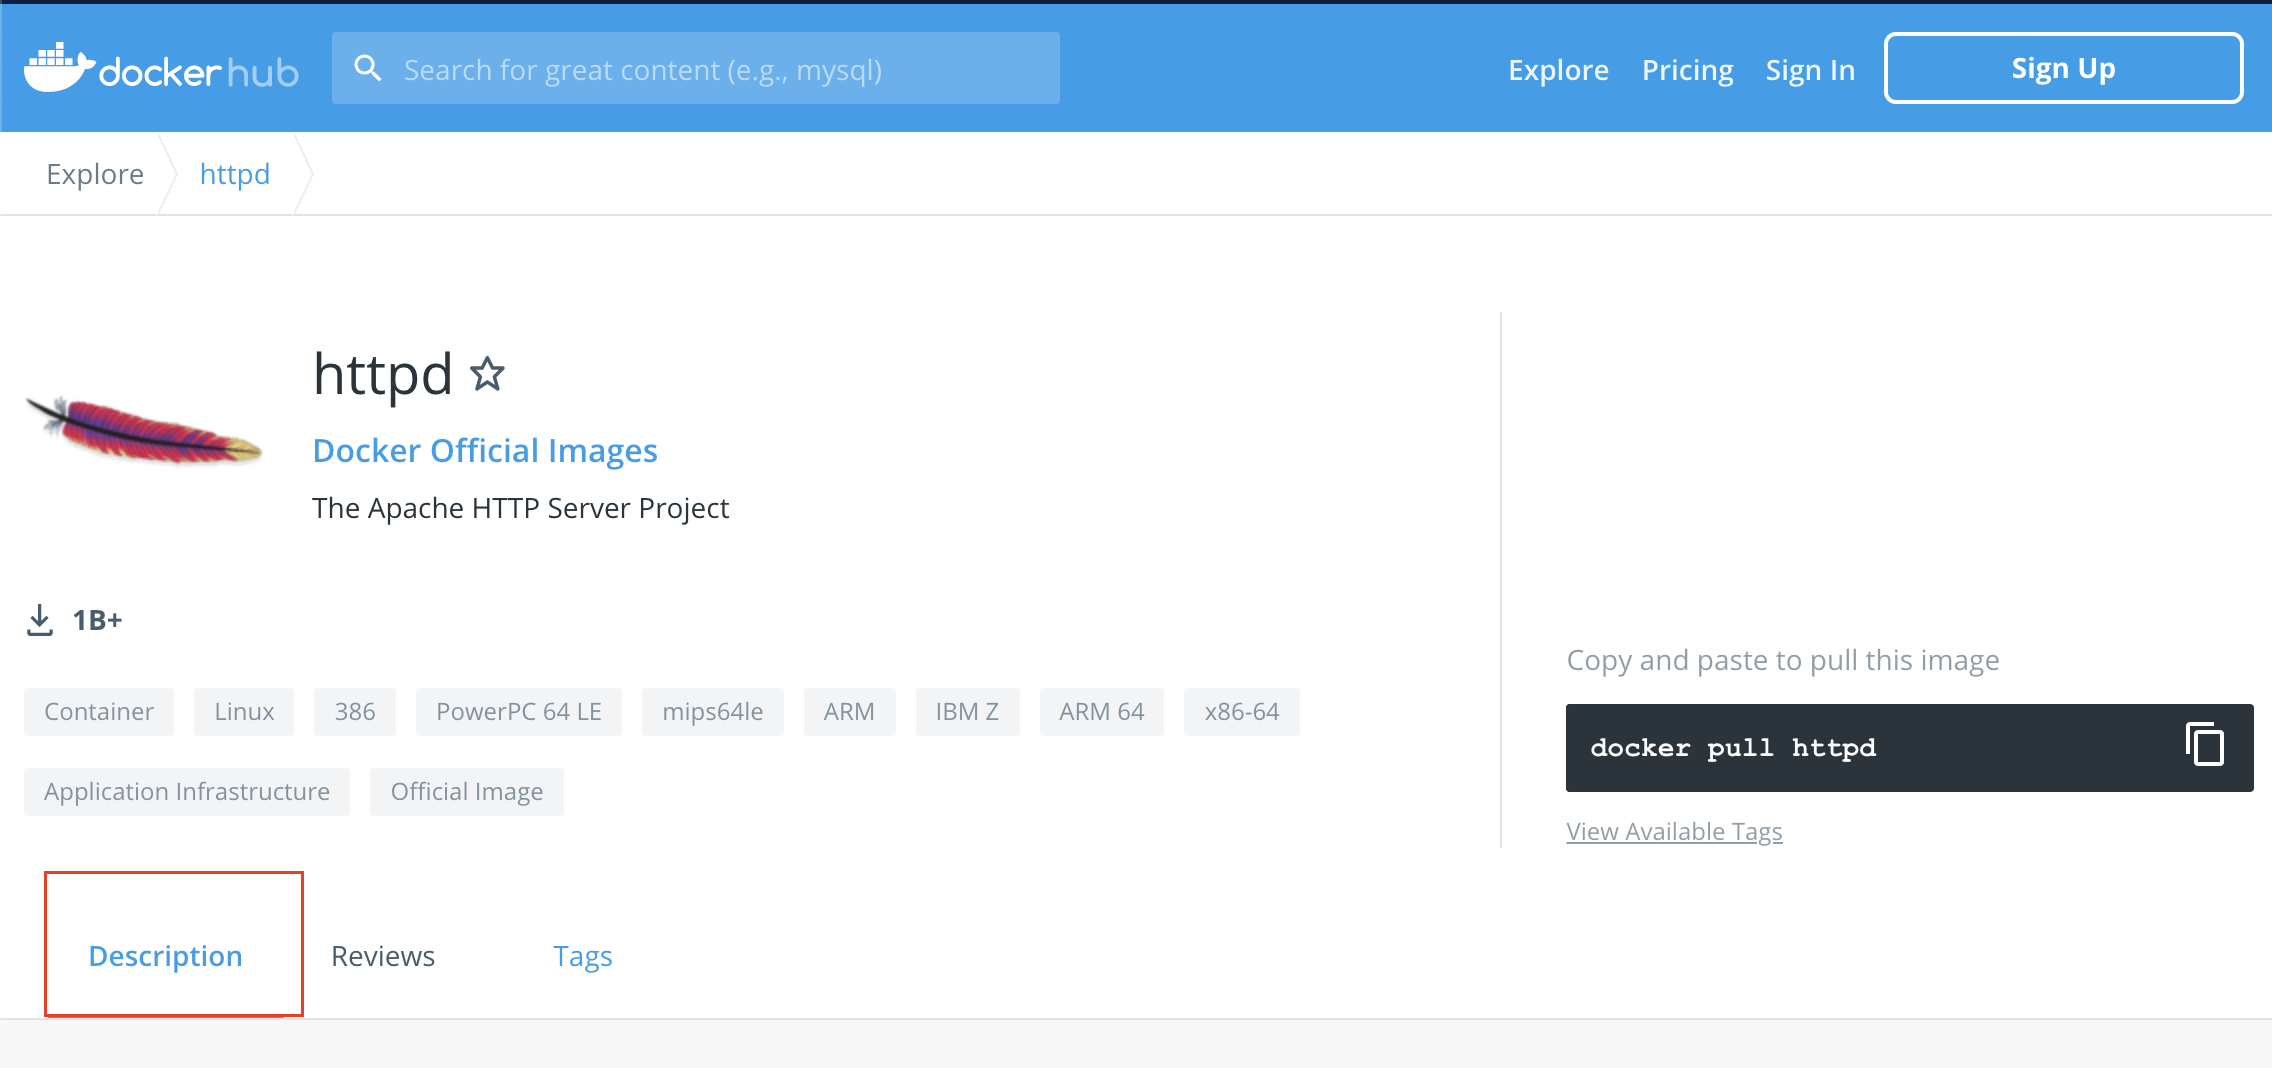 docker hub
Search for great content (e.g., mysql)
Explore Pricing Sign In Sign Up
Explore httpd
httpd
Docker Official Images
The Apache HTTP Server Project
1B+
Container Linux 386 PowerPC 64 LE mips64le ARM IBM Z ARM 64 x86-64
Application Infrastructure Official Image
Copy and paste to pull this image
docker pull httpd
View Available Tags
Description Reviews Tags